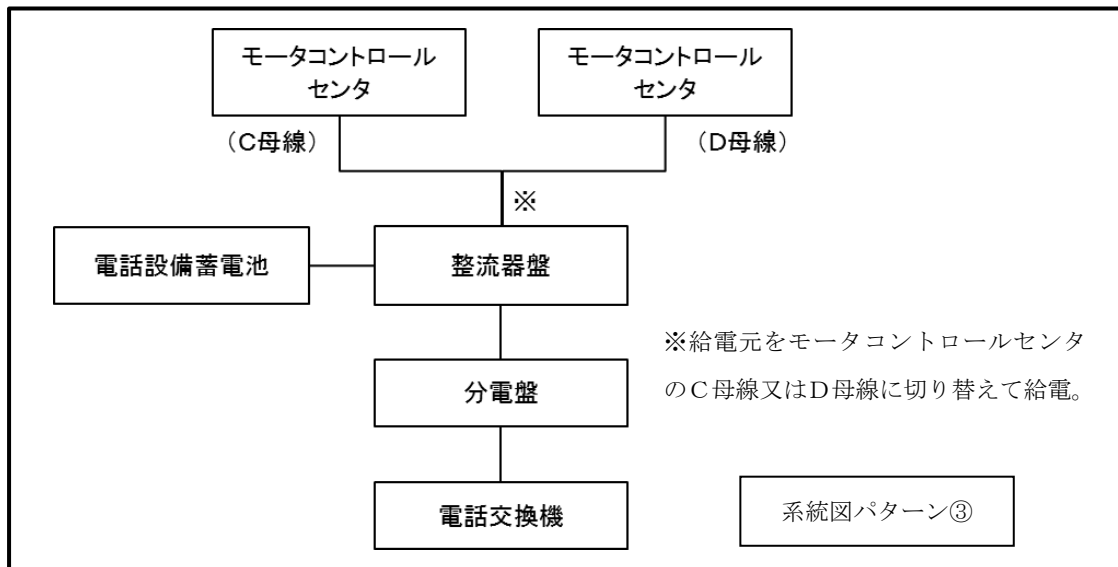 モータコントロール
センタ
モータコントロール
センタ
（C母線）
（D母線）
※
電話設備蓄電池
整流器盤
※給電元をモータコントロールセンタ
のC母線又はD母線に切り替えて給電。
分電盤
電話交換機
系統図パターン③